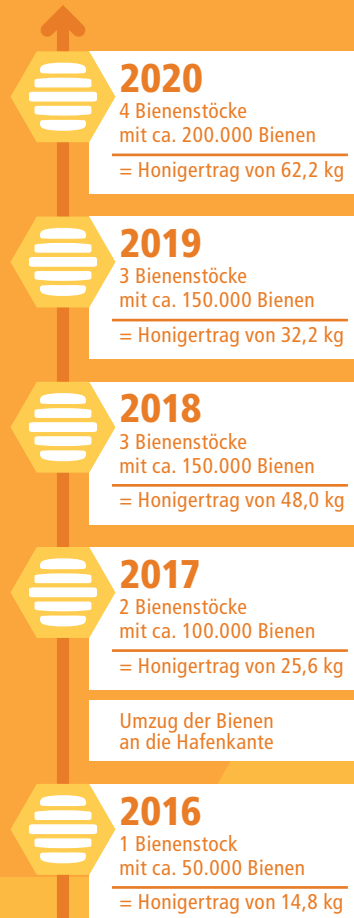 2020
4 Bienenstöcke
mit ca. 200.000 Bienen
= Honigertrag von 62,2 kg
2019
3 Bienenstöcke
mit ca. 150.000 Bienen
= Honigertrag von 32,2 kg
2018
3 Bienenstöcke
mit ca. 150.000 Bienen
= Honigertrag von 48,0 kg
2017
2 Bienenstöcke
mit ca. 100.000 Bienen
= Honigertrag von 25,6 kg
Umzug der Bienen
an die Hafenkante
2016
1 Bienenstock
mit ca. 50.000 Bienen
= Honigertrag von 14,8 kg